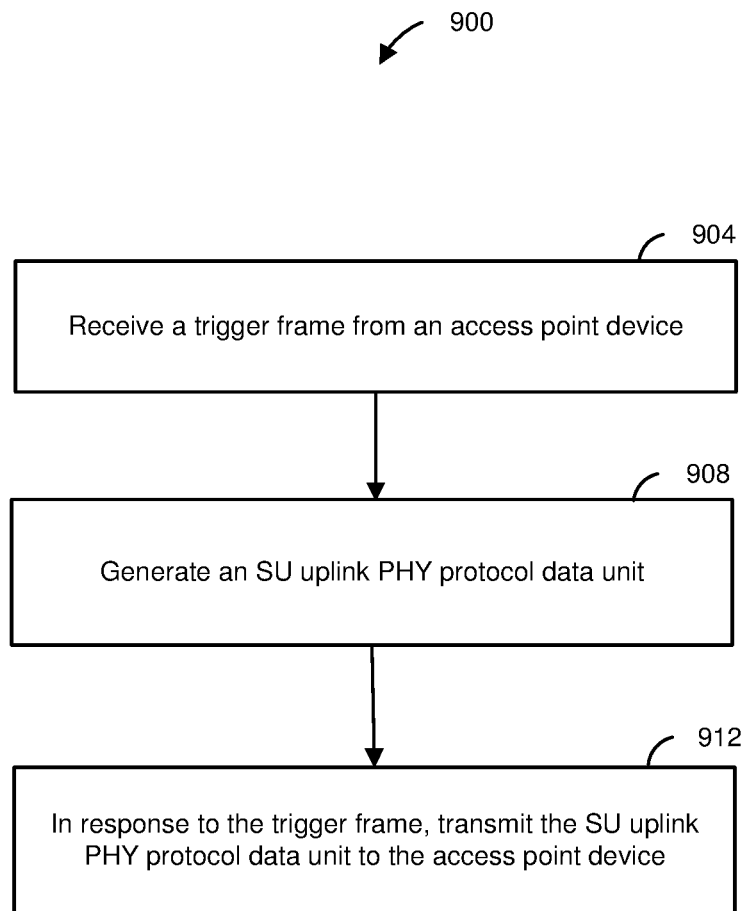 900
904
Receive a trigger frame from an access point device
908
Generate an SU uplink PHY protocol data unit
912
In response to the trigger frame, transmit the SU uplink
PHY protocol data unit to the access point device